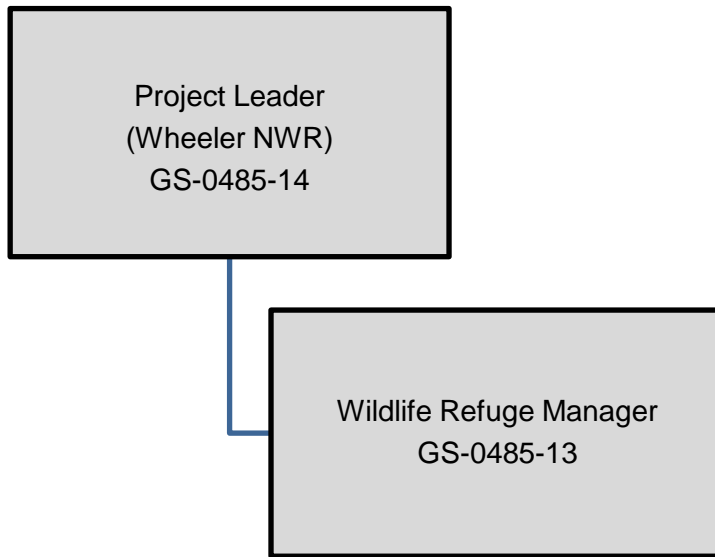 Project Leader
(Wheeler NWR)
GS-0485-14
Wildlife Refuge Manager
GS-0485-13